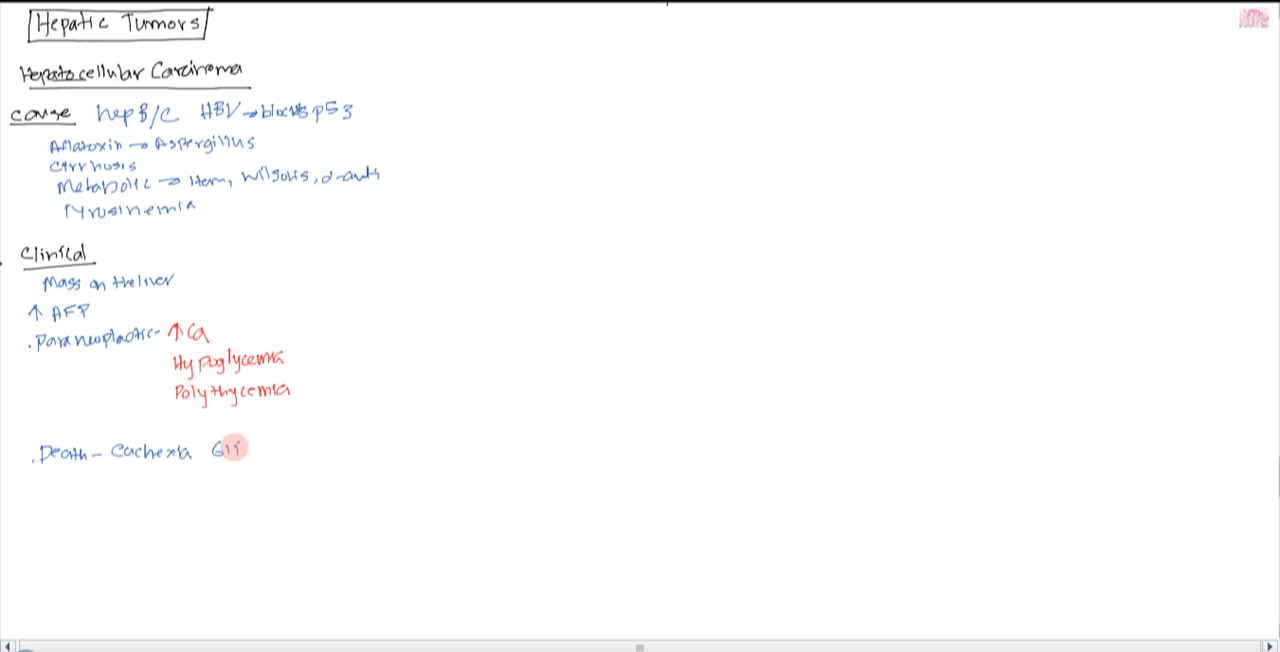 Hepatic Tumors
Hepatocellular Carcinoma
Cause hep B/C HBV → blocks p53
Aflatoxin → Aspergillus
Cirrhosis
Metabolic → Hem, Wilsons, α-anti
Tyrosinemia
Clinical
Mass on the liver
↑ AFP
. Paraneoplastic - ↑ Ca
Hypoglycemia
Polythycemia
. Death - Cachexia